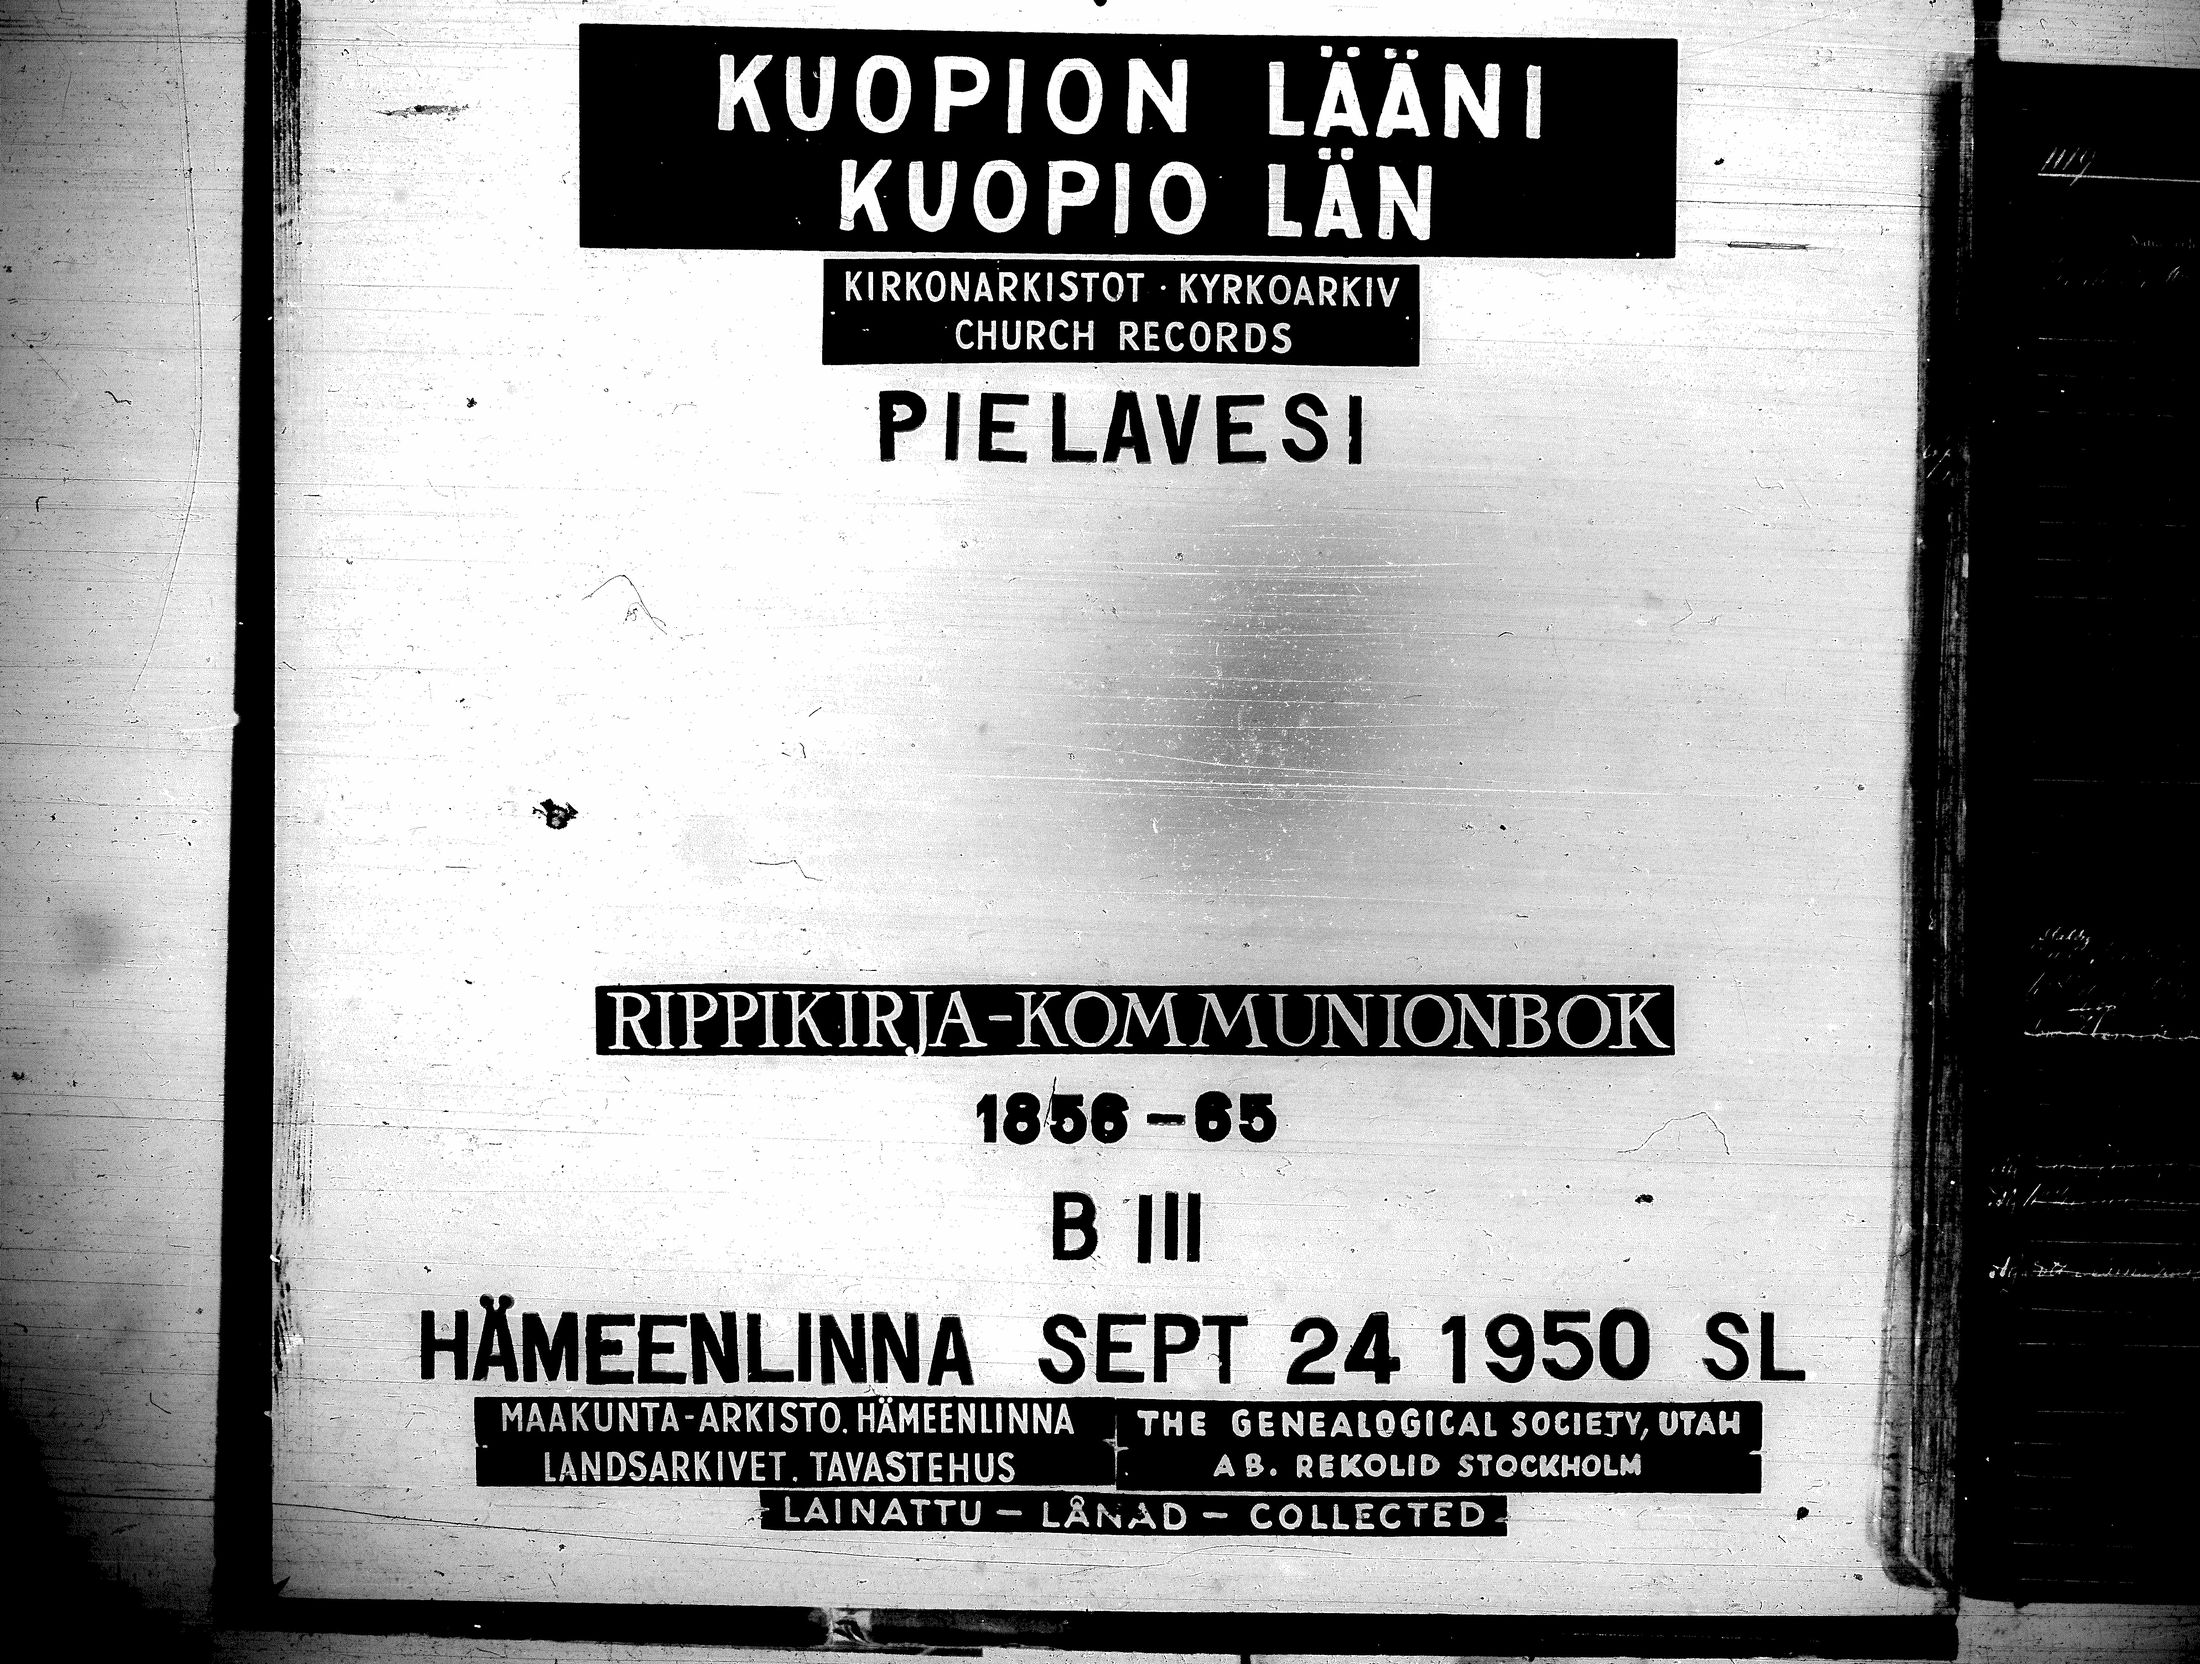 KUOPION LÄÄNI
KUOPIO LÄN
KIRKONARKISTOT · KYRKOARKIV
CHURCH RECORDS
PIELAVESI
RIPPIKIRJA-KOMMUNIONBOK
1856-65
B III
HÄMEENLINNA SEPT 24 1950 SL
MAAKUNTA-ARKISTO. HÄMEENLINNA
LANDSARKIVET. TAVASTEHUS
THE GENEALOGICAL SOCIETY, UTAH
AB. REKOLID STOCKHOLM
LAINATTU - LÅNAD - COLLECTED